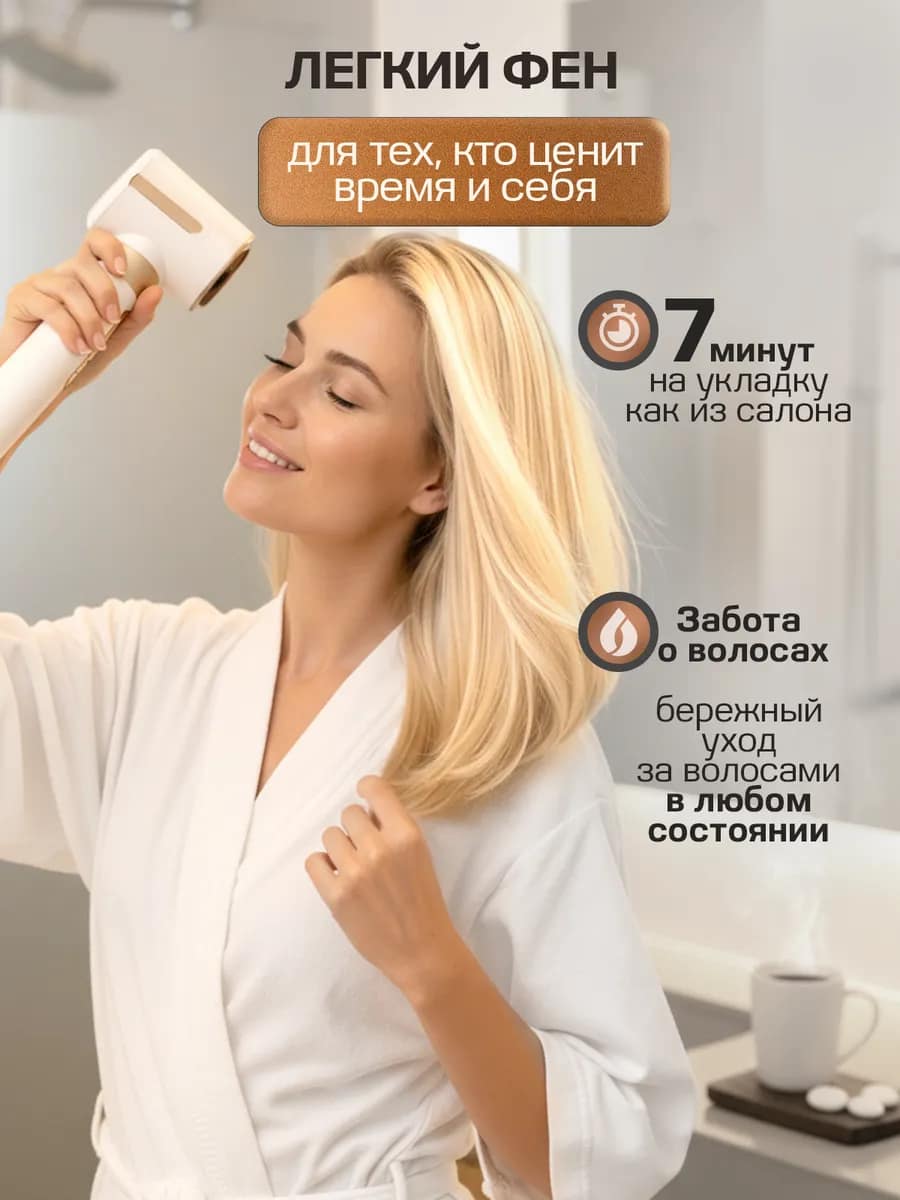 ЛЕГКИЙ ФЕН
для тех, кто ценит
время и себя
7 минут
на укладку
как из салона
Забота
о волосах
бережный
уход
за волосами
в любом
состоянии